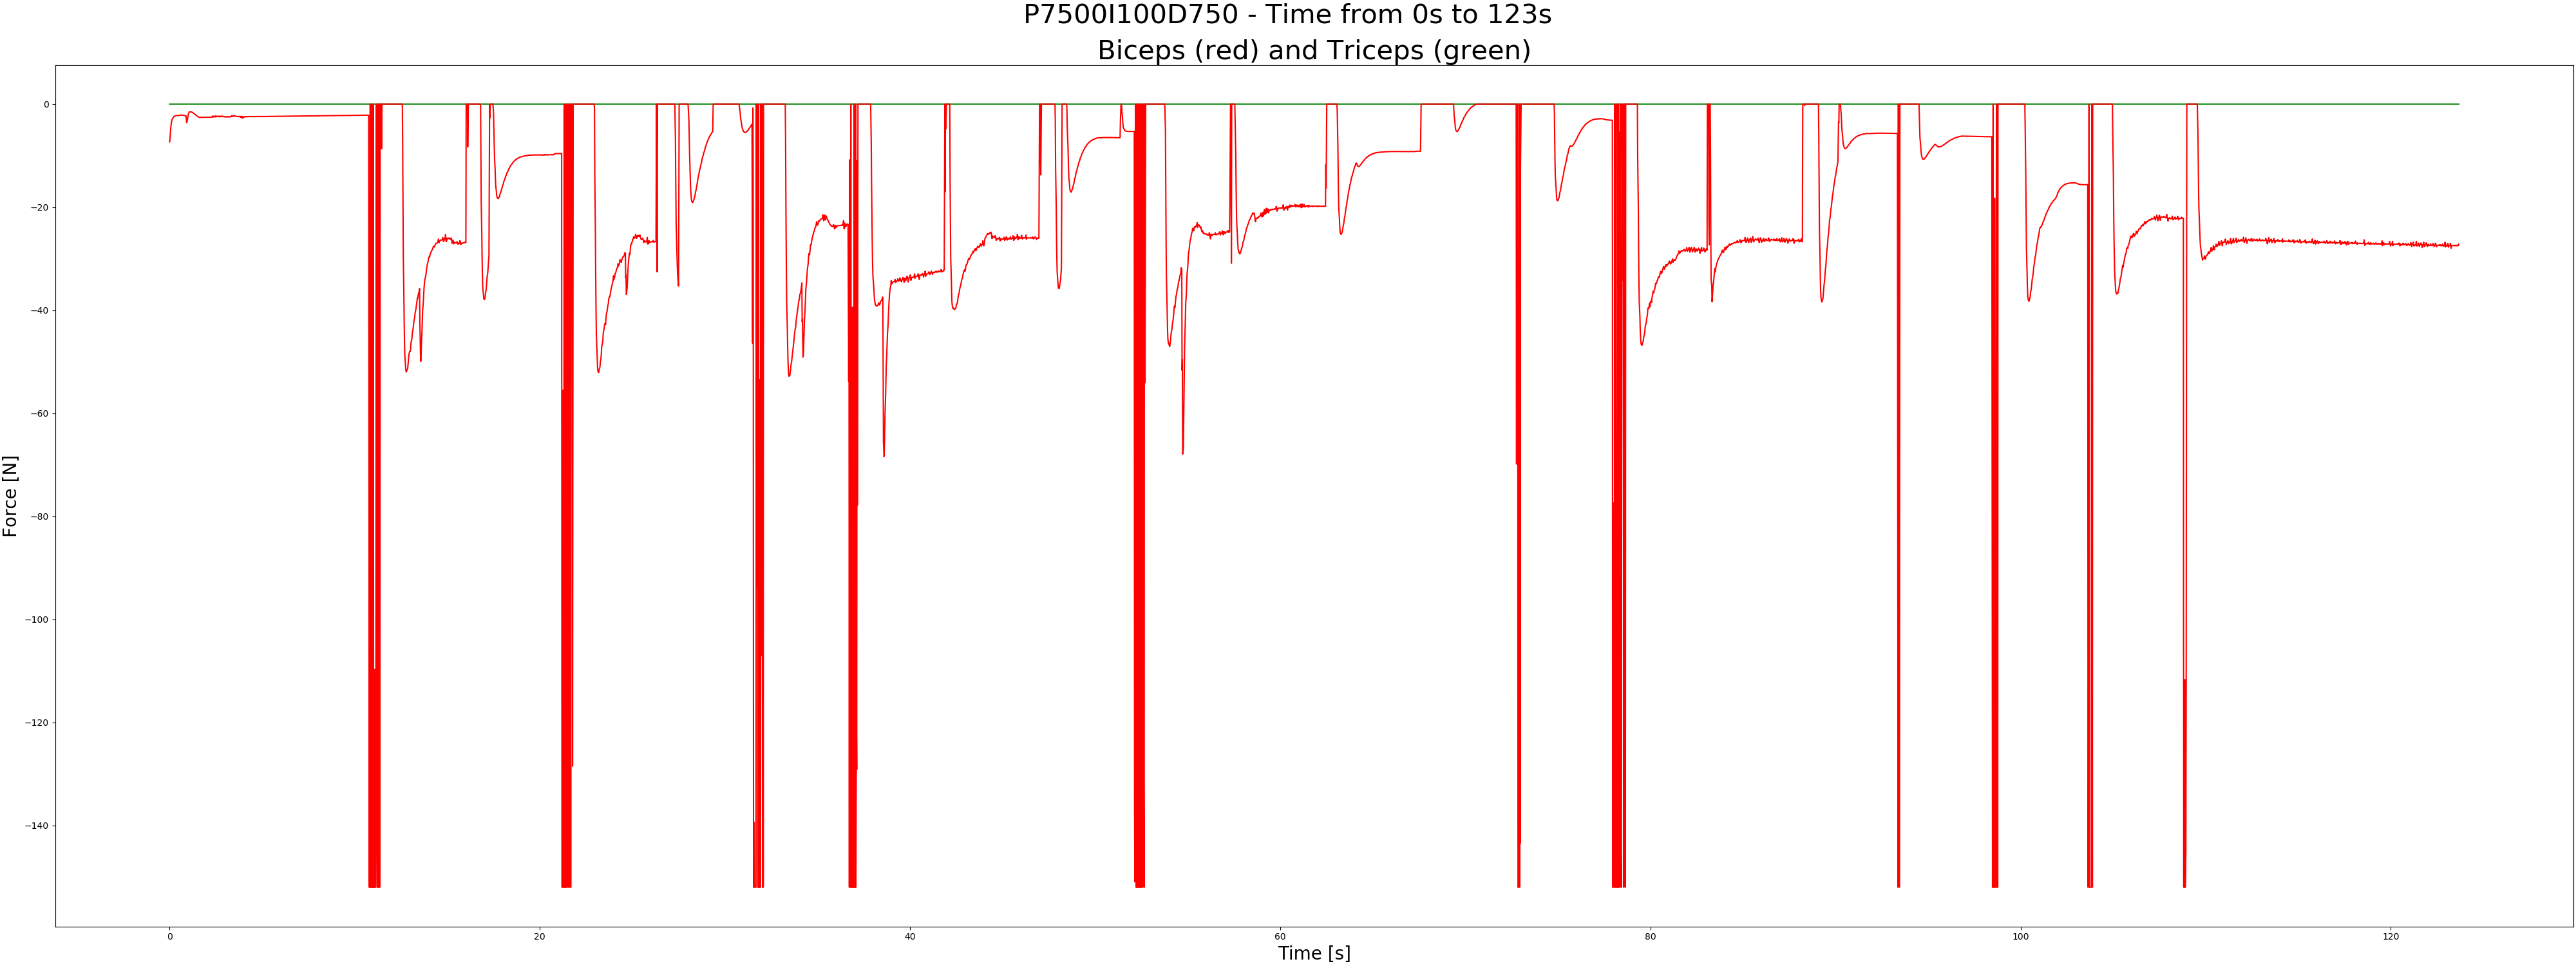 P7500I100D750 - Time from 0s to 123s
Biceps (red) and Triceps (green)
0
−20
−40
−60
−80
−100
−120
−140
Force [N]
0 20 40 60 80 100 120
Time [s]